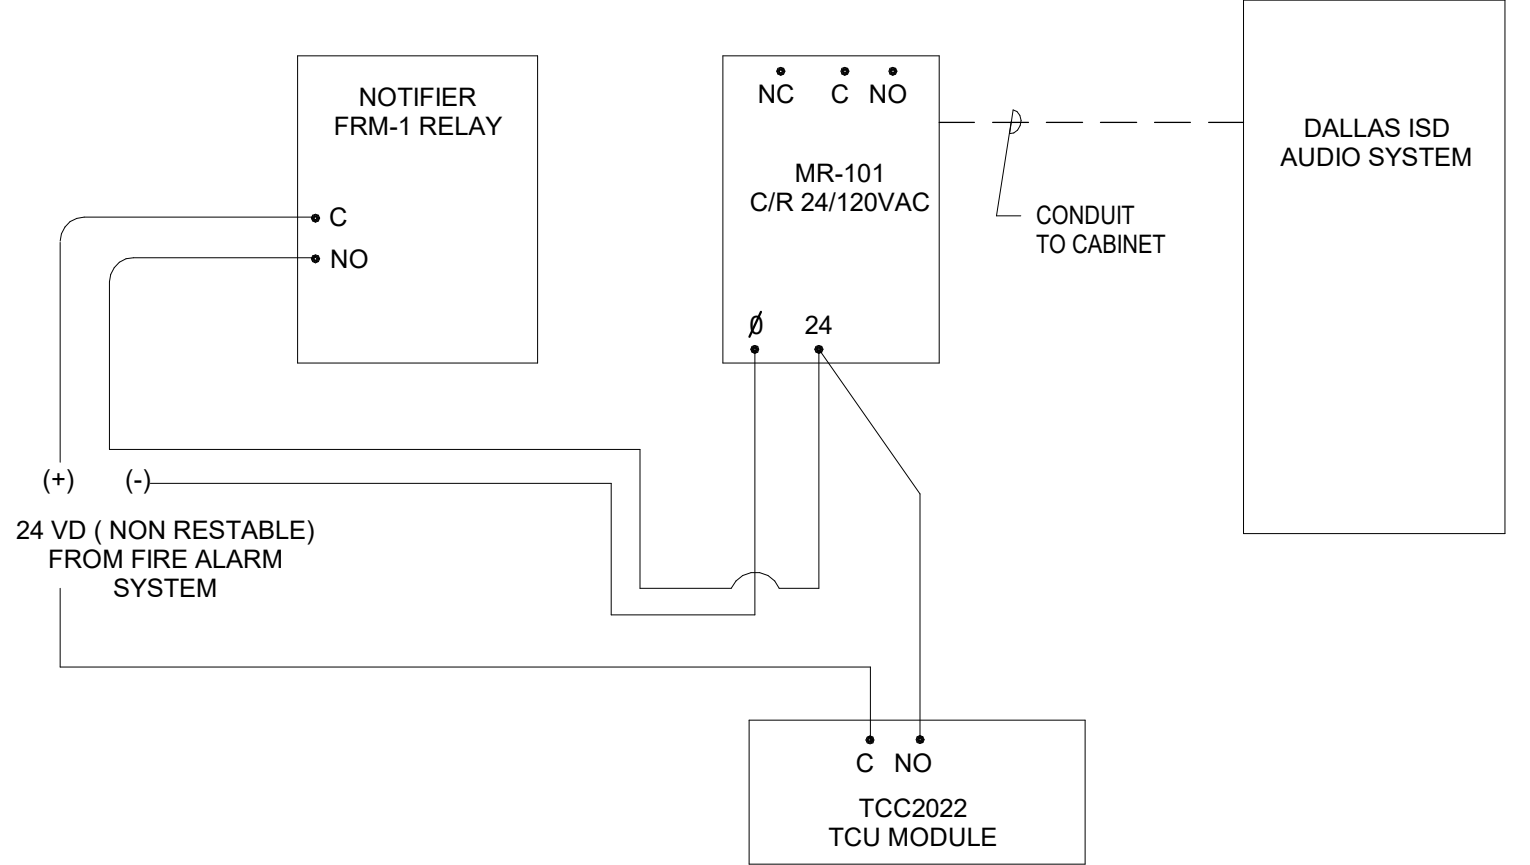 NOTIFIER
FRM-1 RELAY
C
NO
NC C NO
MR-101
C/R 24/120VAC
Ø 24
CONDUIT
TO CABINET
DALLAS ISD
AUDIO SYSTEM
(+) (-)
24 VD ( NON RESTABLE)
FROM FIRE ALARM
SYSTEM
C NO
TCC2022
TCU MODULE